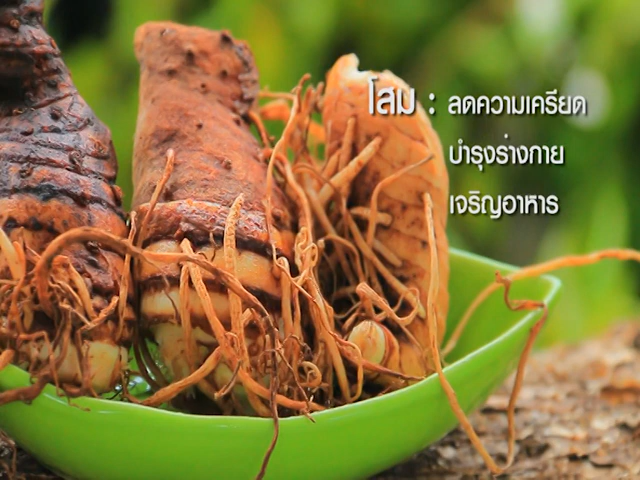 โสม : ลดความเครียด
บำรุงร่างกาย
เจริญอาหาร